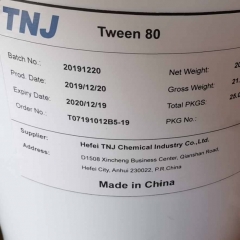 TNJ
Tween 80
Batch No.: 20191220 Net Weight:
Prod. Date: 2019/12/20 Gross Weight:
Expiry Date: 2020/12/19 Total PKGS:
Order No.: T07191012B5-19 PKG No.:
Supplier: Hefei TNJ Chemical Industry Co.,Ltd.
D1508 Xincheng Business Center, Qianshan Road,
Hefei City, Anhei 230022, P.R China
Made in China